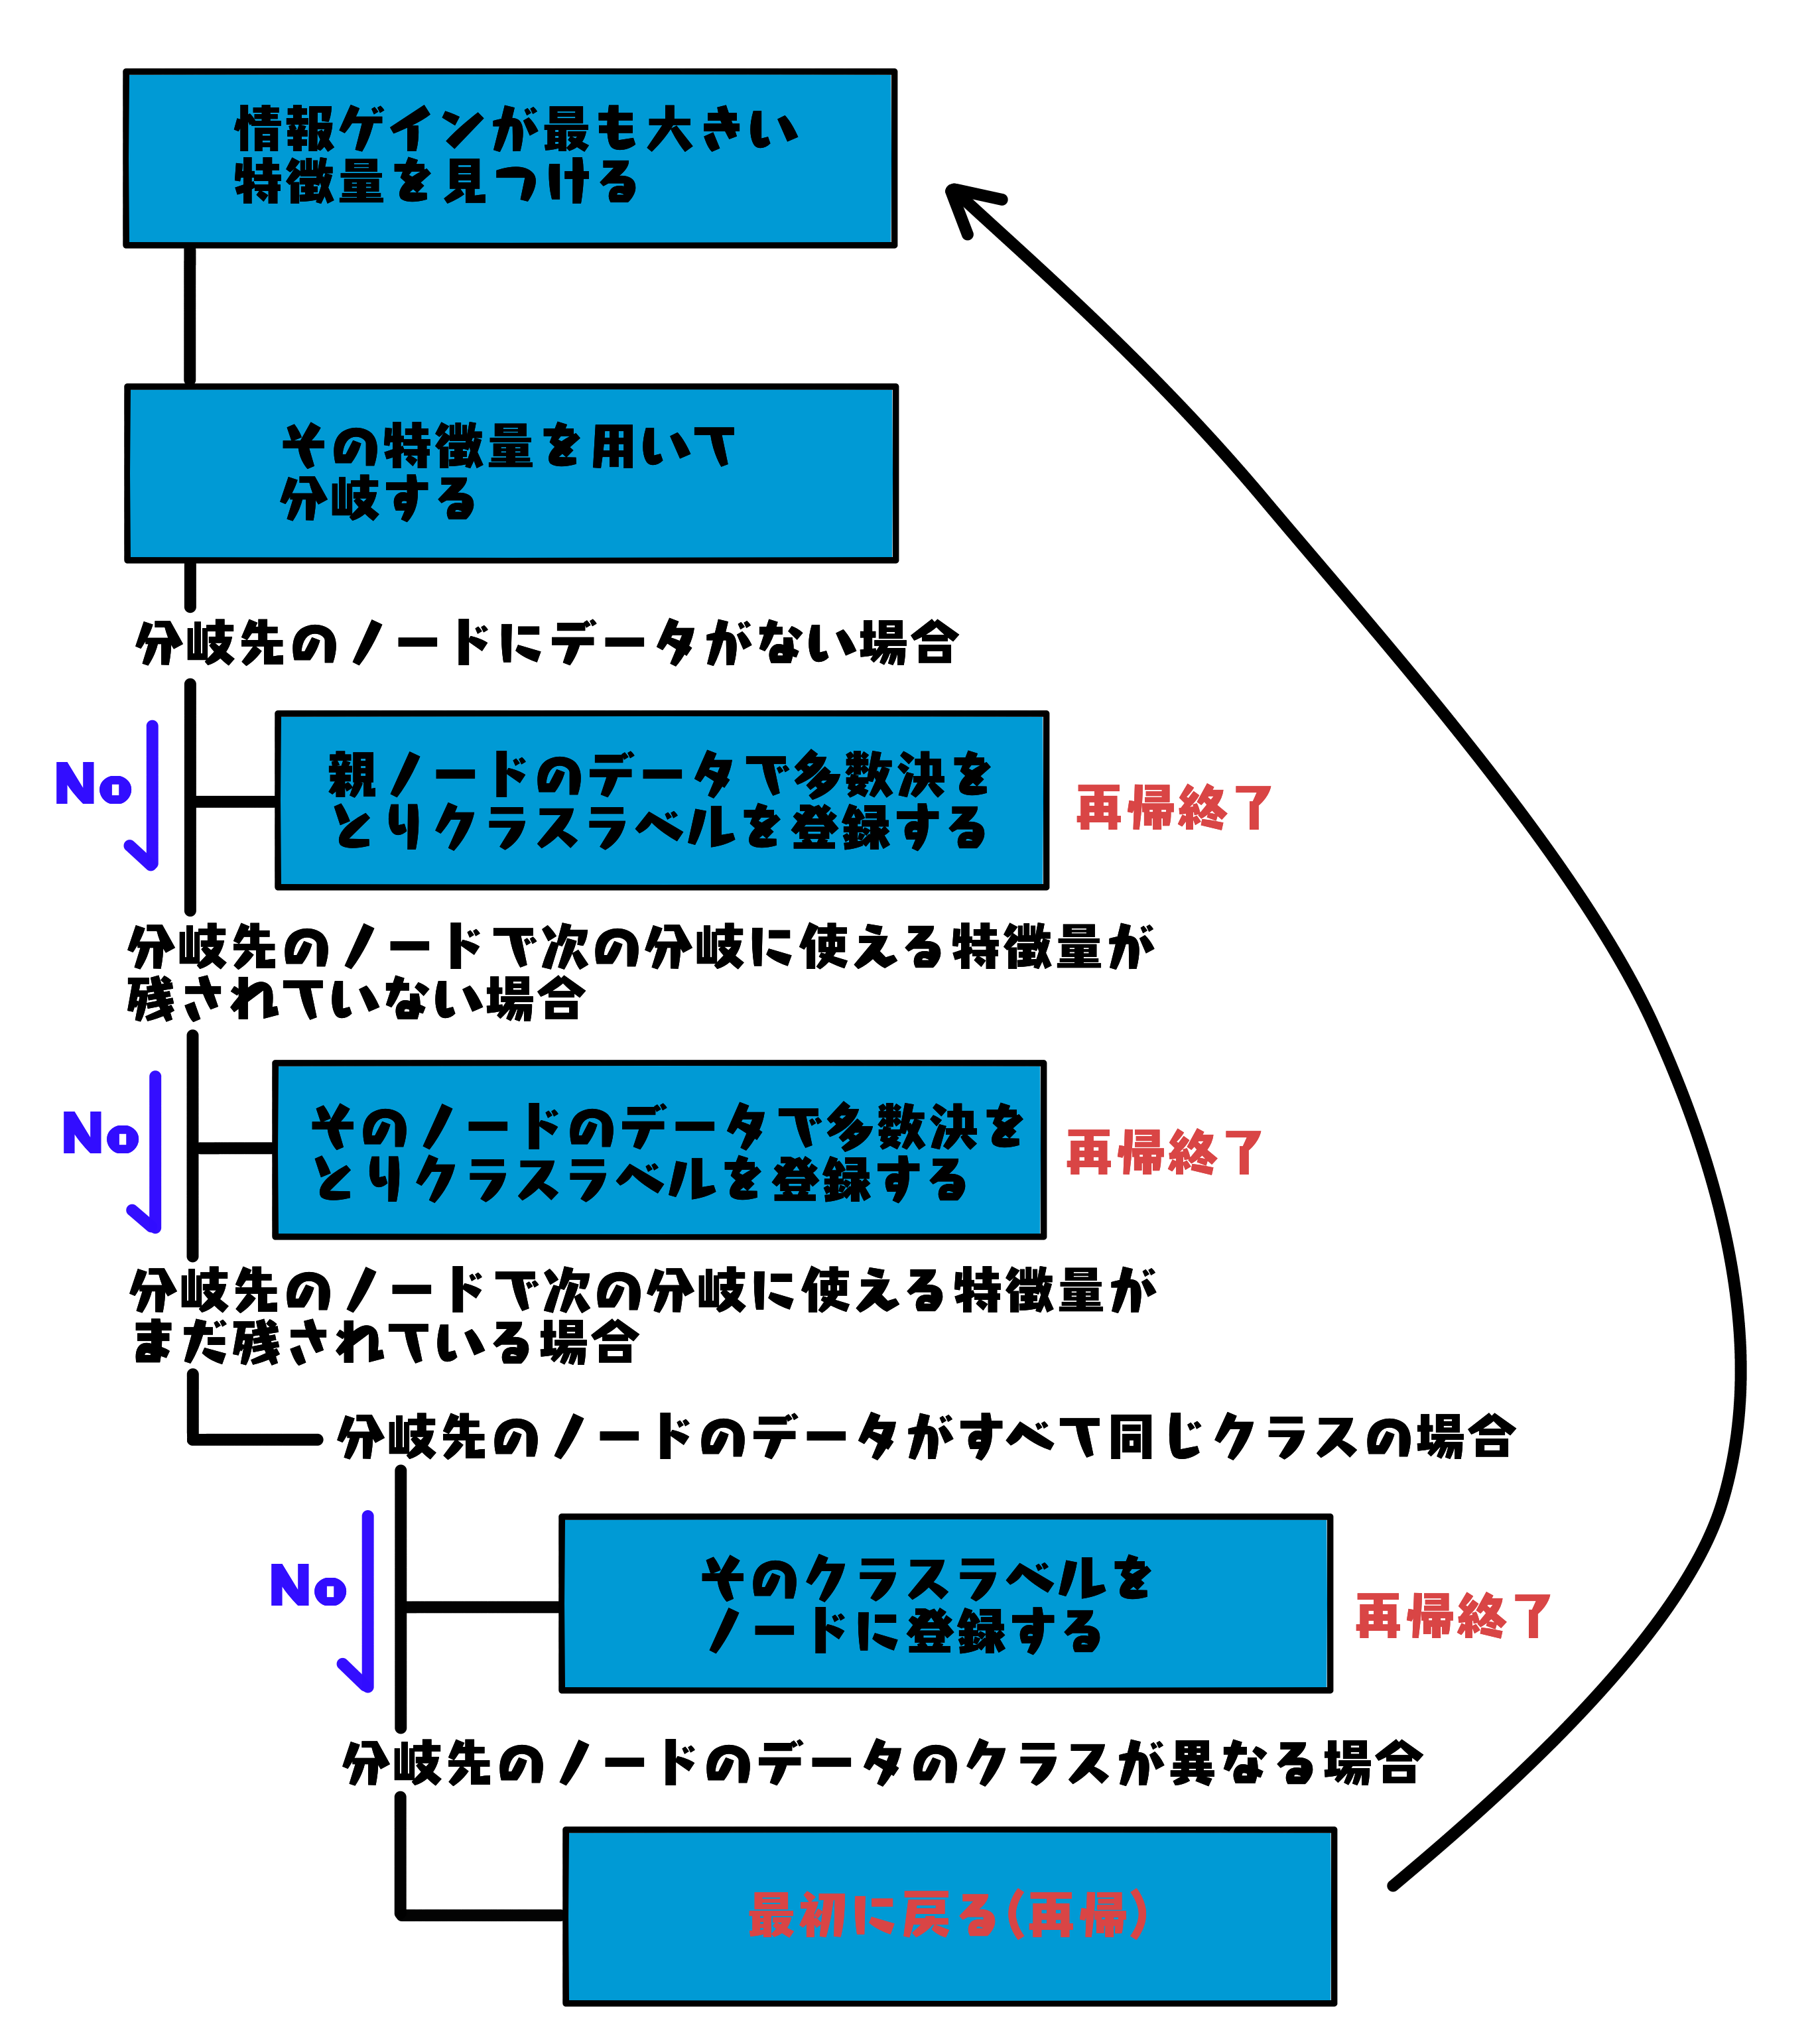 情報ゲインが最も大きい
特徴量を見つける
その特徴量を用いて
分岐する
分岐先のノードにデータがない場合
No
親ノードのデータで多数決を
とりクラスラベルを登録する
再帰終了
分岐先のノードで次の分岐に使える特徴量が
残されていない場合
No
そのノードのデータで多数決を
とりクラスラベルを登録する
再帰終了
分岐先のノードで次の分岐に使える特徴量が
まだ残されている場合
分岐先のノードのデータがすべて同じクラスの場合
No
そのクラスラベルを
ノードに登録する
再帰終了
分岐先のノードのデータのクラスが異なる場合
最初に戻る(再帰)